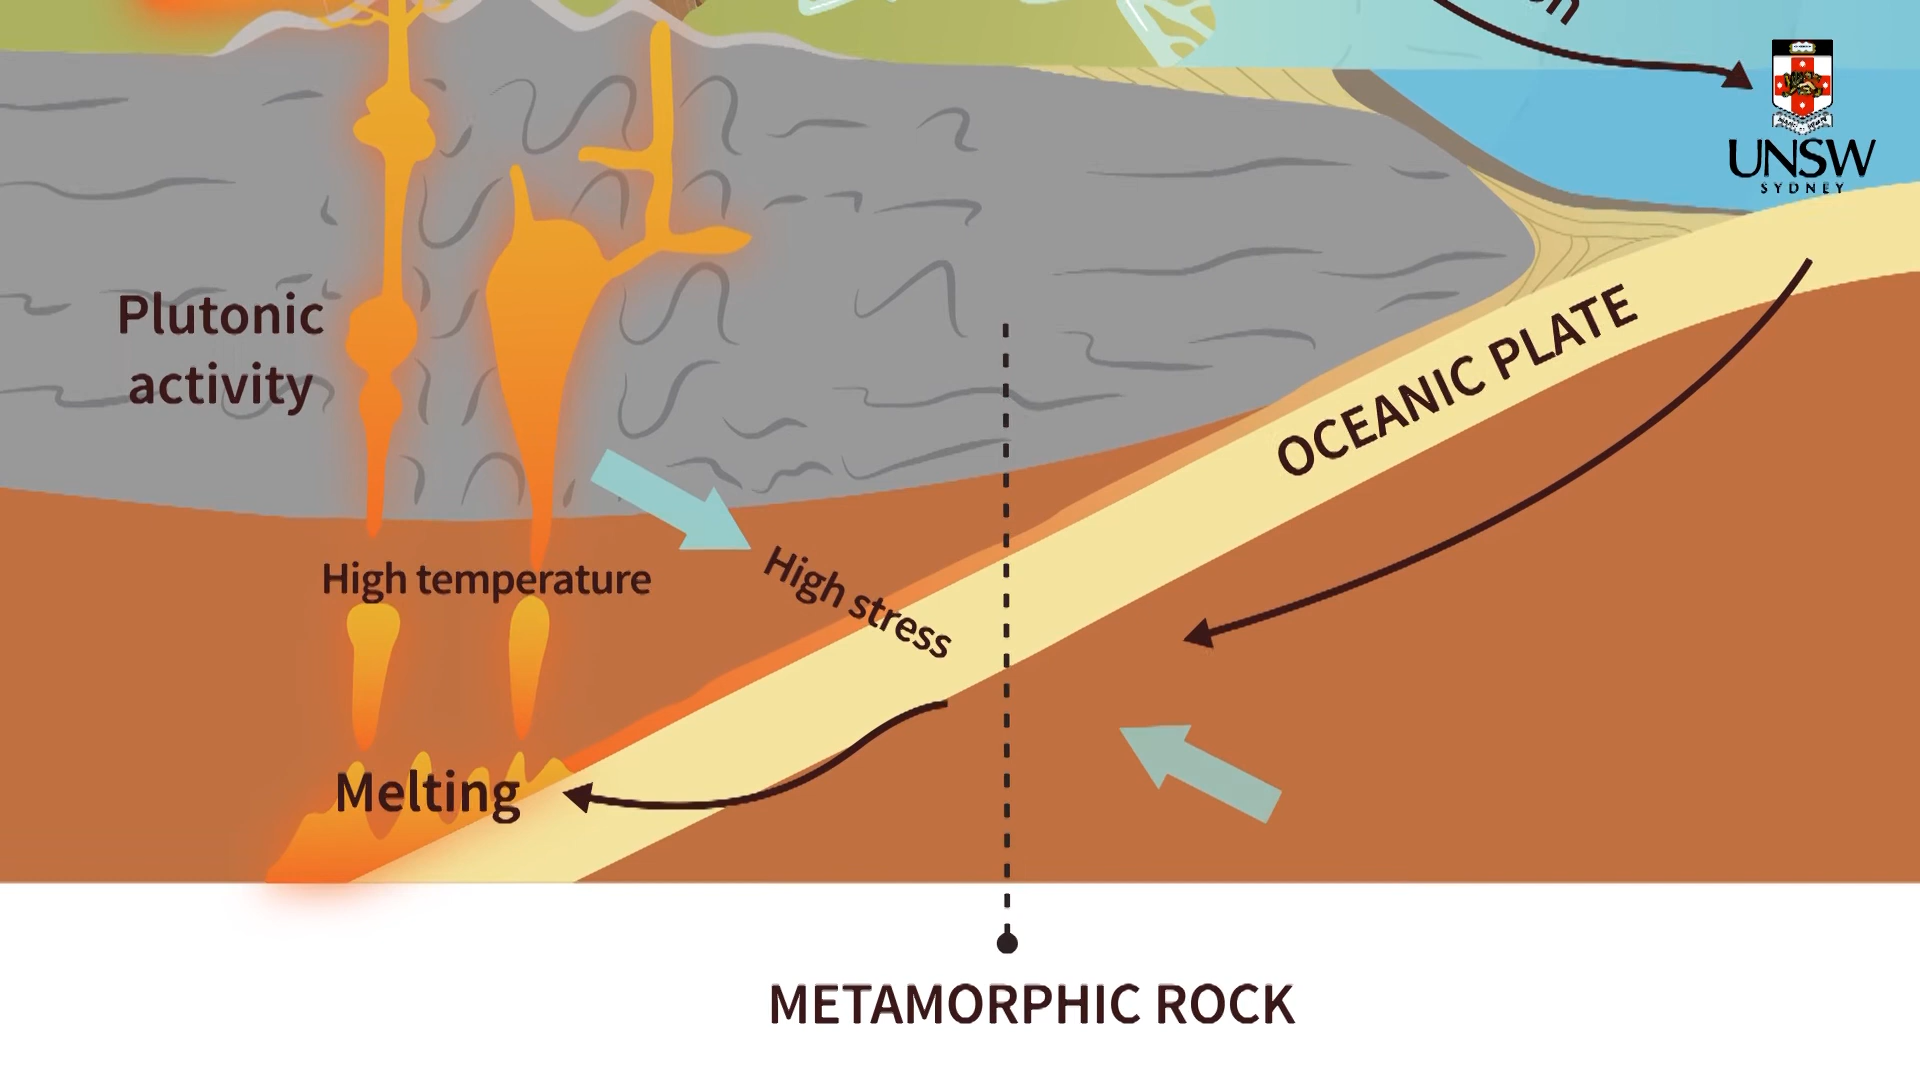 UNSW
SYDNEY
Plutonic
activity
OCEANIC PLATE
High temperature
High stress
Melting
METAMORPHIC ROCK